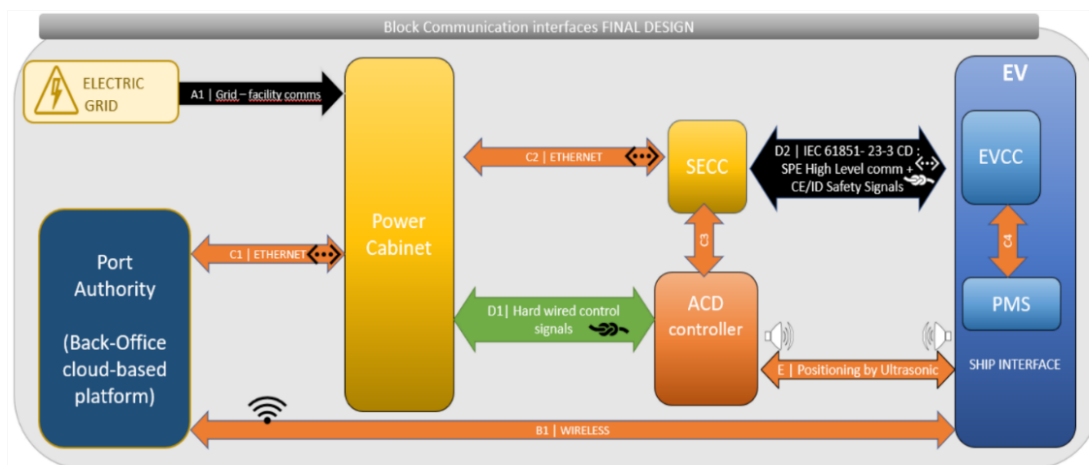 Block Communication interfaces FINAL DESIGN
ELECTRIC
GRID
A1 | Grid – facility comms
Power
Cabinet
C2 | ETHERNET
SECC
D2 | IEC 61851- 23-3 CD :
SPE High Level comm +
CE/ID Safety Signals
EV
EVCC
Port
Authority
(Back-Office
cloud-based
platform)
C1 | ETHERNET
C3
C4
D1| Hard wired control
signals
ACD
controller
PMS
E | Positioning by Ultrasonic
SHIP INTERFACE
B1 | WIRELESS